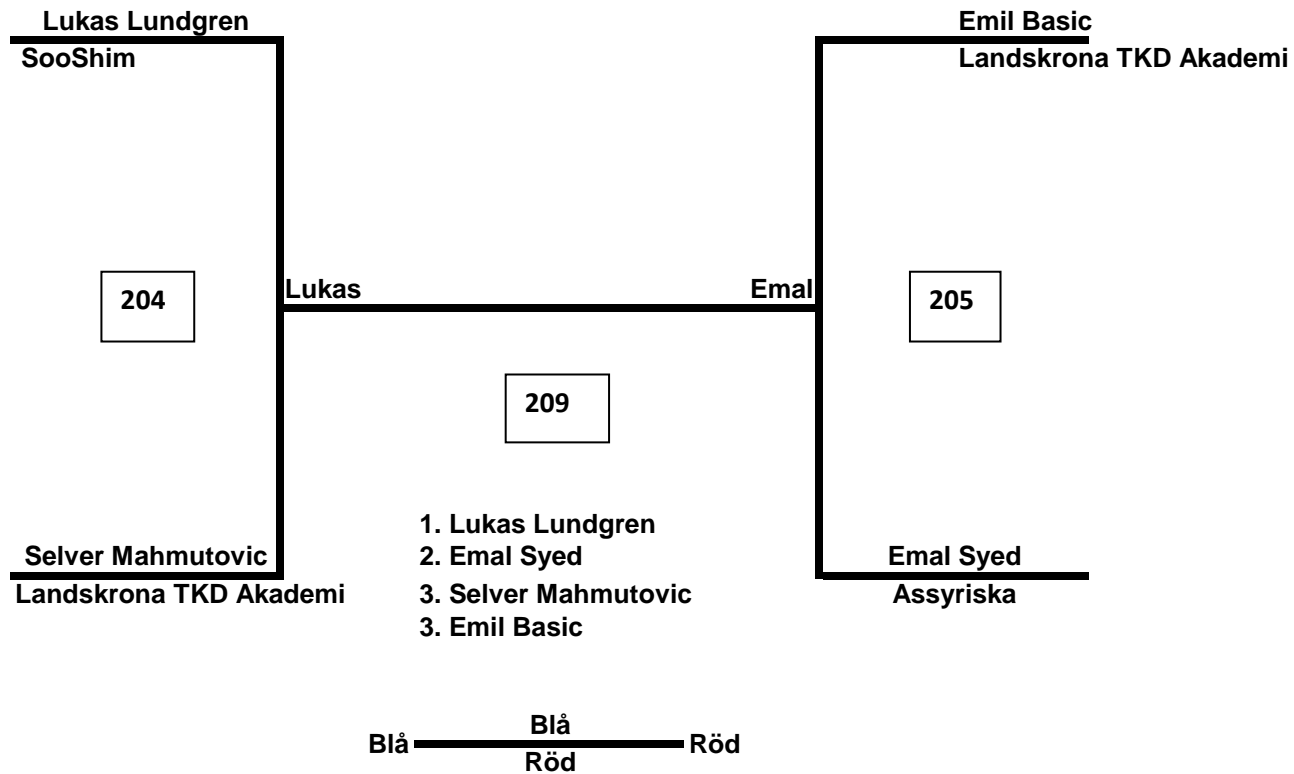 Lukas Lundgren
SooShim
Emil Basic
Landskrona TKD Akademi
204
Lukas
Emal
205
209
Selver Mahmutovic
Landskrona TKD Akademi
1. Lukas Lundgren
2. Emal Syed
3. Selver Mahmutovic
3. Emil Basic
Emal Syed
Assyriska
Blå
Blå
Röd
Röd